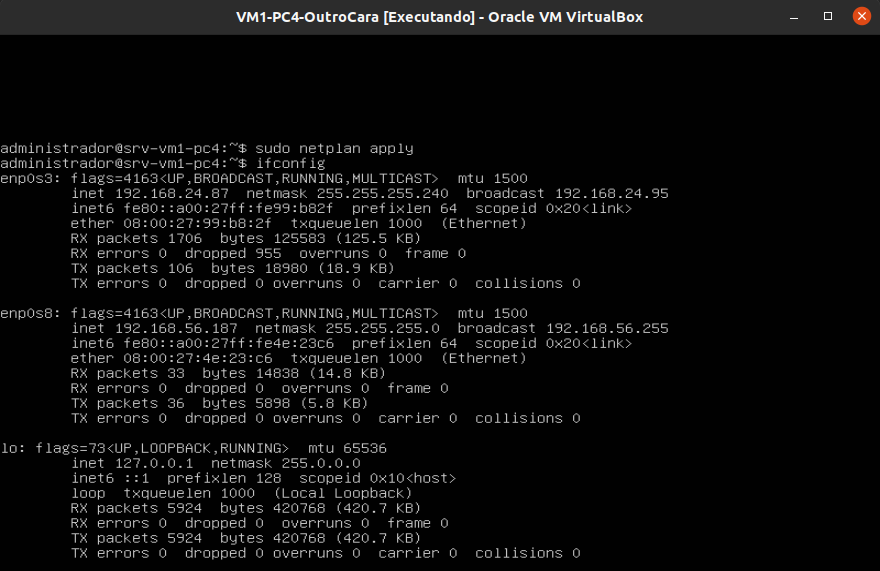 VM1-PC4-OutroCara [Executando] - Oracle VM VirtualBox
administrador@srv-vm1-pc4:~$ sudo netplan apply
administrador@srv-vm1-pc4:~$ ifconfig
enp0s3: flags=4163<UP,BROADCAST,RUNNING,MULTICAST>  mtu 1500
        inet 192.168.24.87  netmask 255.255.255.240  broadcast 192.168.24.95
        inet6 fe80::a00:27ff:fe99:b82f  prefixlen 64  scopeid 0x20<link>
        ether 08:00:27:99:b8:2f  txqueuelen 1000  (Ethernet)
        RX packets 1706  bytes 125583 (125.5 KB)
        RX errors 0  dropped 955  overruns 0  frame 0
        TX packets 106  bytes 18980 (18.9 KB)
        TX errors 0  dropped 0 overruns 0  carrier 0  collisions 0
enp0s8: flags=4163<UP,BROADCAST,RUNNING,MULTICAST>  mtu 1500
        inet 192.168.56.187  netmask 255.255.255.0  broadcast 192.168.56.255
        inet6 fe80::a00:27ff:fe4e:23c6  prefixlen 64  scopeid 0x20<link>
        ether 08:00:27:4e:23:c6  txqueuelen 1000  (Ethernet)
        RX packets 33  bytes 14838 (14.8 KB)
        RX errors 0  dropped 0  overruns 0  frame 0
        TX packets 36  bytes 5898 (5.8 KB)
        TX errors 0  dropped 0 overruns 0  carrier 0  collisions 0
lo: flags=73<UP,LOOPBACK,RUNNING>  mtu 65536
        inet 127.0.0.1  netmask 255.0.0.0
        inet6 ::1  prefixlen 128  scopeid 0x10<host>
        loop  txqueuelen 1000  (Local Loopback)
        RX packets 5924  bytes 420768 (420.7 KB)
        RX errors 0  dropped 0  overruns 0  frame 0
        TX packets 5924  bytes 420768 (420.7 KB)
        TX errors 0  dropped 0 overruns 0  carrier 0  collisions 0